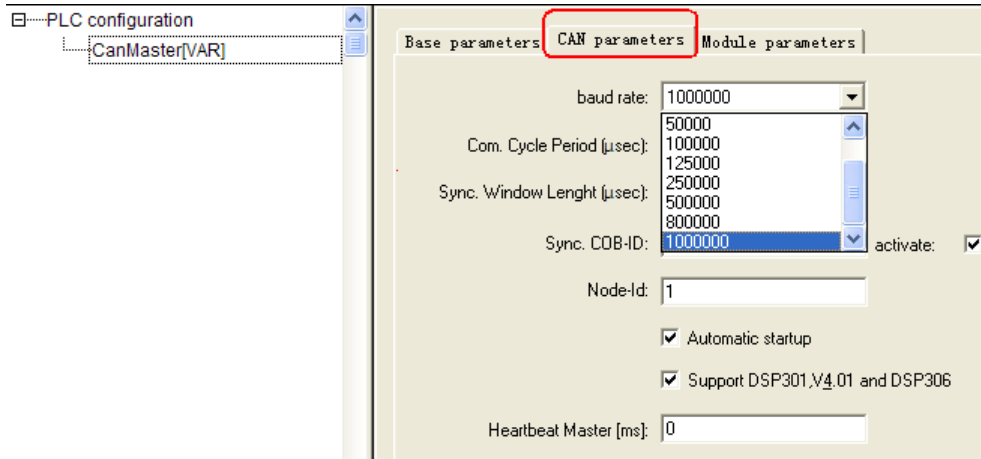 PLC configuration
CanMaster[VAR]
Base parameters CAN parameters Module parameters
baud rate: 1000000
50000
100000
Com. Cycle Period (µsec):
125000
250000
Sync. Window Lenght (µsec):
500000
800000
Sync. COB-ID: 1000000 activate:
Node-Id: 1
Automatic startup
Support DSP301,V4.01 and DSP306
Heartbeat Master [ms]: 0